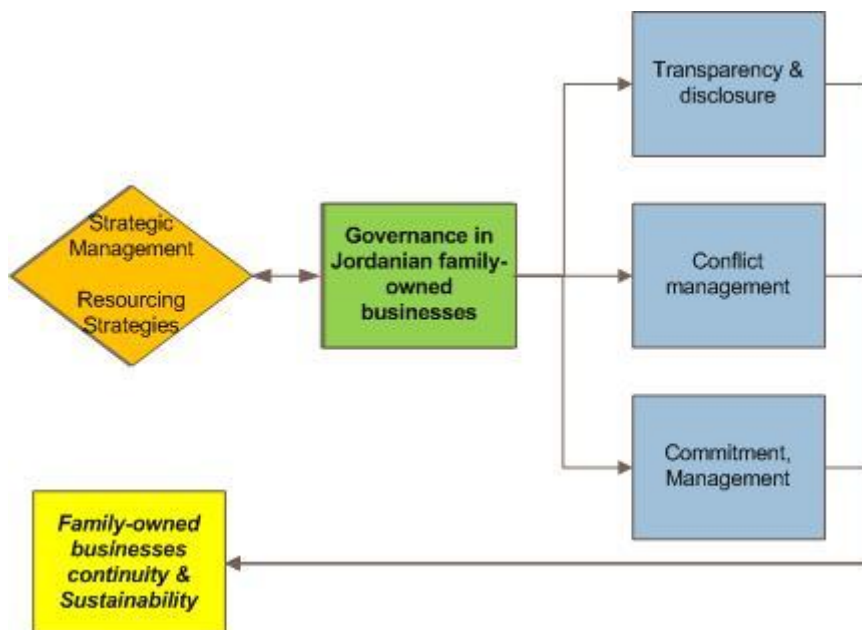 Transparency &
disclosure
Strategic
Management
Resourcing
Strategies
Governance in
Jordanian family-
owned
businesses
Conflict
management
Commitment,
Management
Family-owned
businesses
continuity &
Sustainability